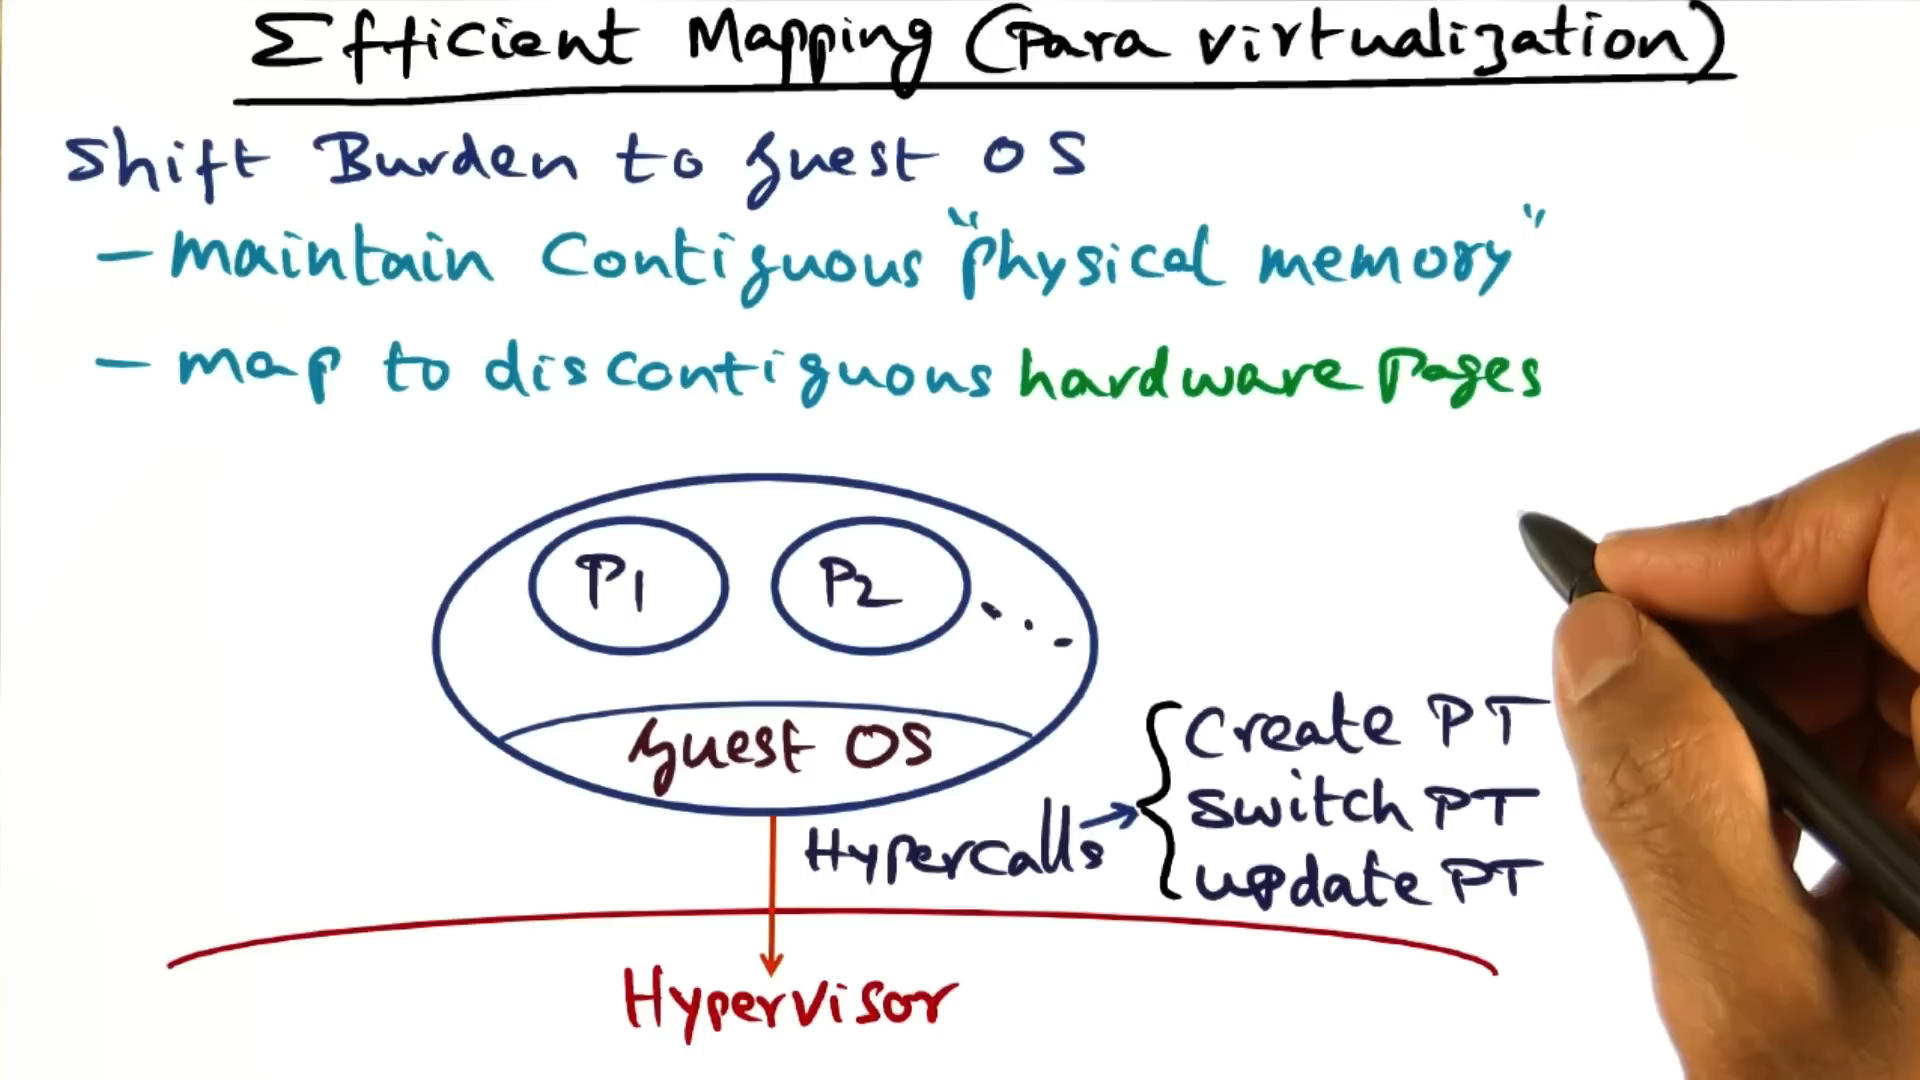 Efficient Mapping (Para virtualization)
Shift Burden to guest OS
- maintain Contiguous "physical memory"
- map to discontiguous hardware pages
P1
P2
...
guest OS
Hypercalls → { Create PT
switch PT
update PT
Hypervisor